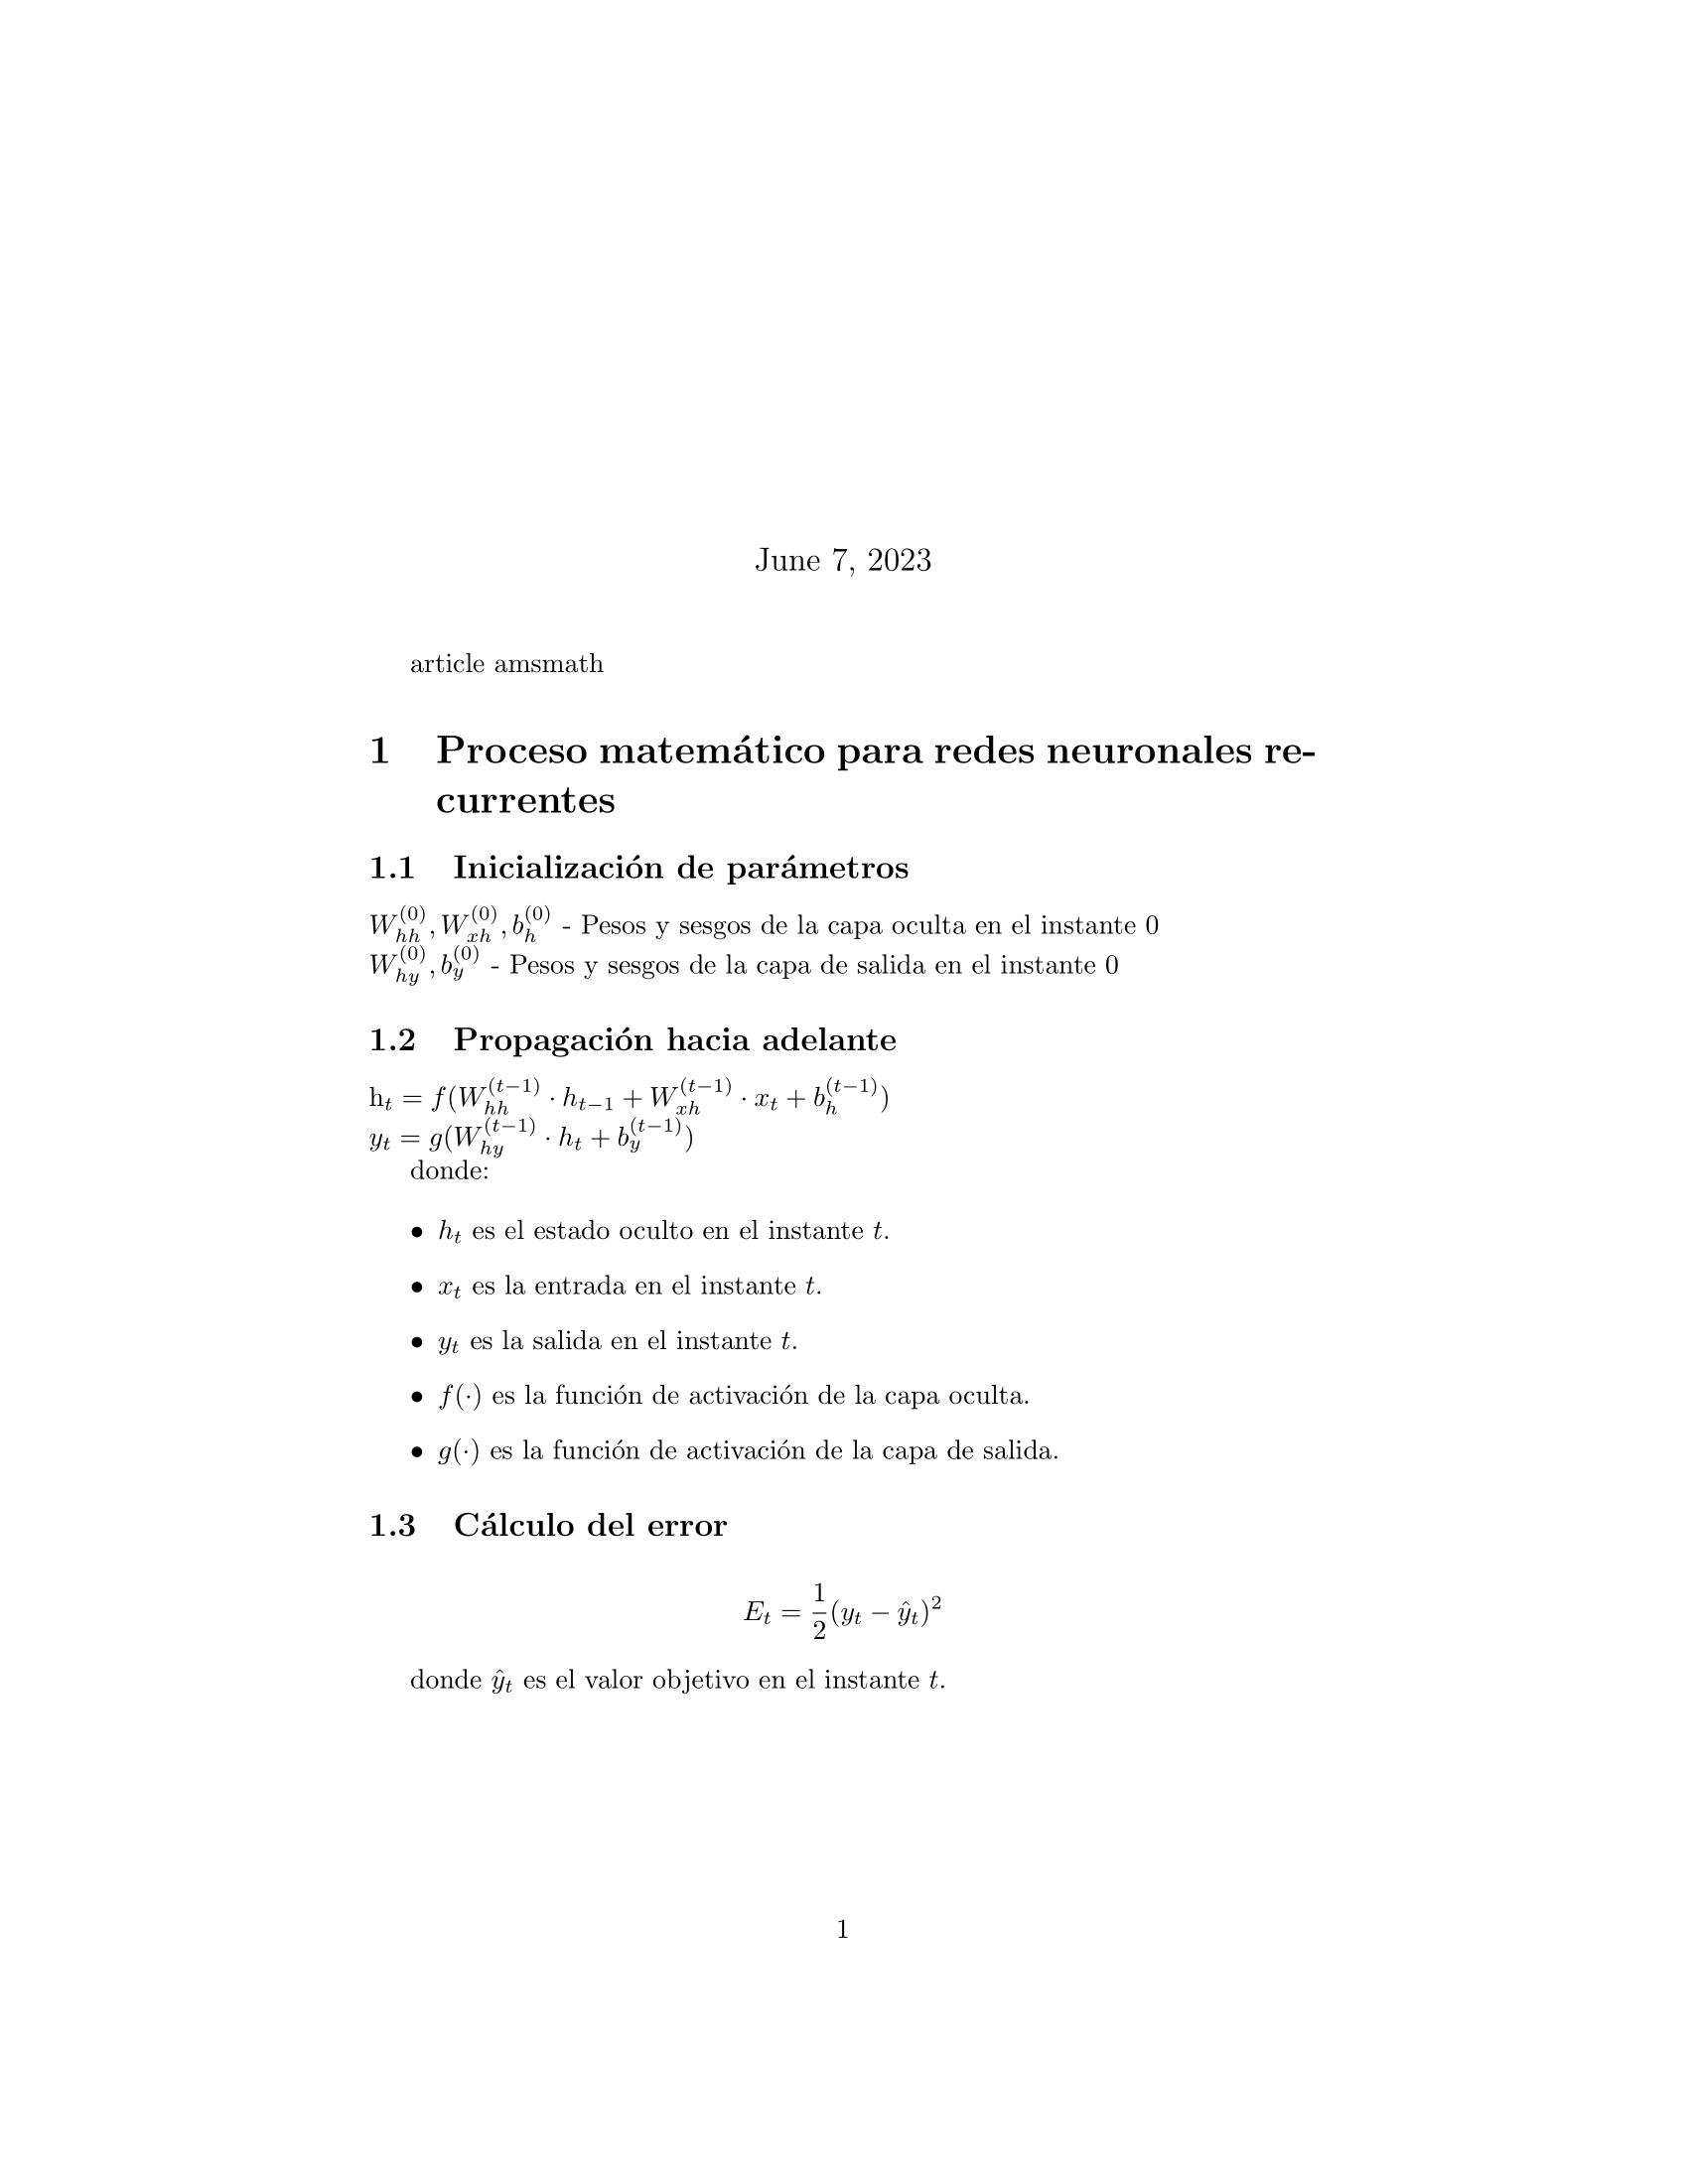 June 7, 2023
article amsmath
1 Proceso matemático para redes neuronales re-
currentes
1.1 Inicialización de parámetros
$W_{hh}^{(0)}, W_{xh}^{(0)}, b_h^{(0)}$ - Pesos y sesgos de la capa oculta en el instante 0
$W_{hy}^{(0)}, b_y^{(0)}$ - Pesos y sesgos de la capa de salida en el instante 0
1.2 Propagación hacia adelante
h$_t = f(W_{hh}^{(t-1)} \cdot h_{t-1} + W_{xh}^{(t-1)} \cdot x_t + b_h^{(t-1)})$
$y_t = g(W_{hy}^{(t-1)} \cdot h_t + b_y^{(t-1)})$
donde:
• $h_t$ es el estado oculto en el instante $t$.
• $x_t$ es la entrada en el instante $t$.
• $y_t$ es la salida en el instante $t$.
• $f(\cdot)$ es la función de activación de la capa oculta.
• $g(\cdot)$ es la función de activación de la capa de salida.
1.3 Cálculo del error
$E_t = \frac{1}{2}(y_t - \hat{y}_t)^2$
donde $\hat{y}_t$ es el valor objetivo en el instante $t$.
1